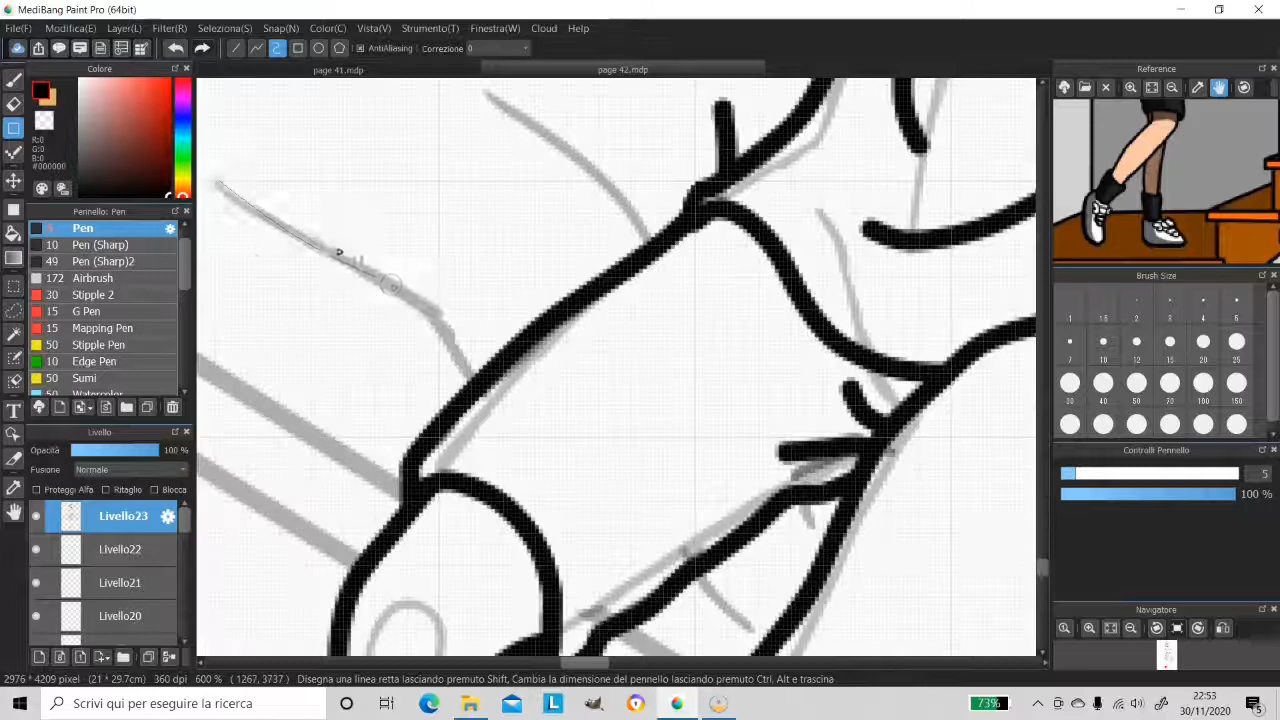 MediBang Paint Pro (64bit)
File(F) Modifica(E) Layer(L) Filter(R) Seleziona(S) Snap(N) Color(C) Vista(V) Strumento(T) Finestra(W) Cloud Help
AntiAliasing Correzione 0
Colore
page 41.mdp page 42.mdp
Reference
R:0
G:0
B:0
#000000
Pennello: Pen
Pen
10 Pen (Sharp)
49 Pen (Sharp)2
172 Airbrush
30 Stipple 2
15 G Pen
15 Mapping Pen
50 Stipple Pen
10 Edge Pen
50 Sumi
50 Watercolor
Livello
Opacità 100 %
Fusione Normale
Proteggi Alfa Ritaglio Blocca
Livello23
Livello22
Livello21
Livello20
Brush Size
1 1.5 2 3 4 5
7 10 12 15 20 25
30 40 50 70 100 150
Controlli Pennello
5
100 %
Navigatore
2976 * 4209 pixel (21 * 29.7cm) 360 dpi 600 % ( 1267, 3737 ) Disegna una linea retta lasciando premuto Shift, Cambia la dimensione del pennello lasciando premuto Ctrl, Alt e trascina
Scrivi qui per eseguire la ricerca
L
73%
22:53
30/11/2020
5